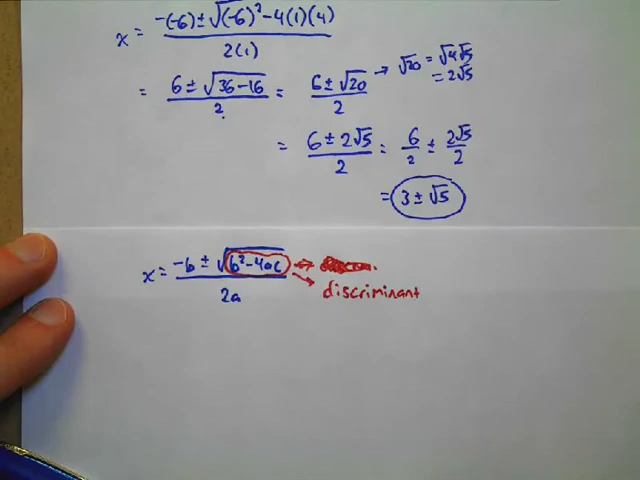 x = -(-6) ± √(-6)² - 4(1)(4) / 2(1)
= 6 ± √36 - 16 / 2 = 6 ± √20 / 2 → √20 = √4√5
= 2√5
= 6 ± 2√5 / 2 = 6/2 ± 2√5/2
= 3 ± √5
x = -b ± √b² - 4ac / 2a
discriminant